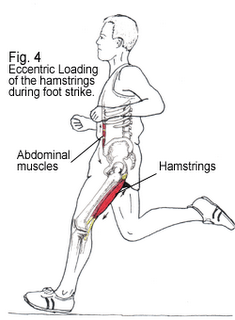 Fig. 4
Eccentric Loading
of the hamstrings
during foot strike.
Abdominal
muscles
Hamstrings